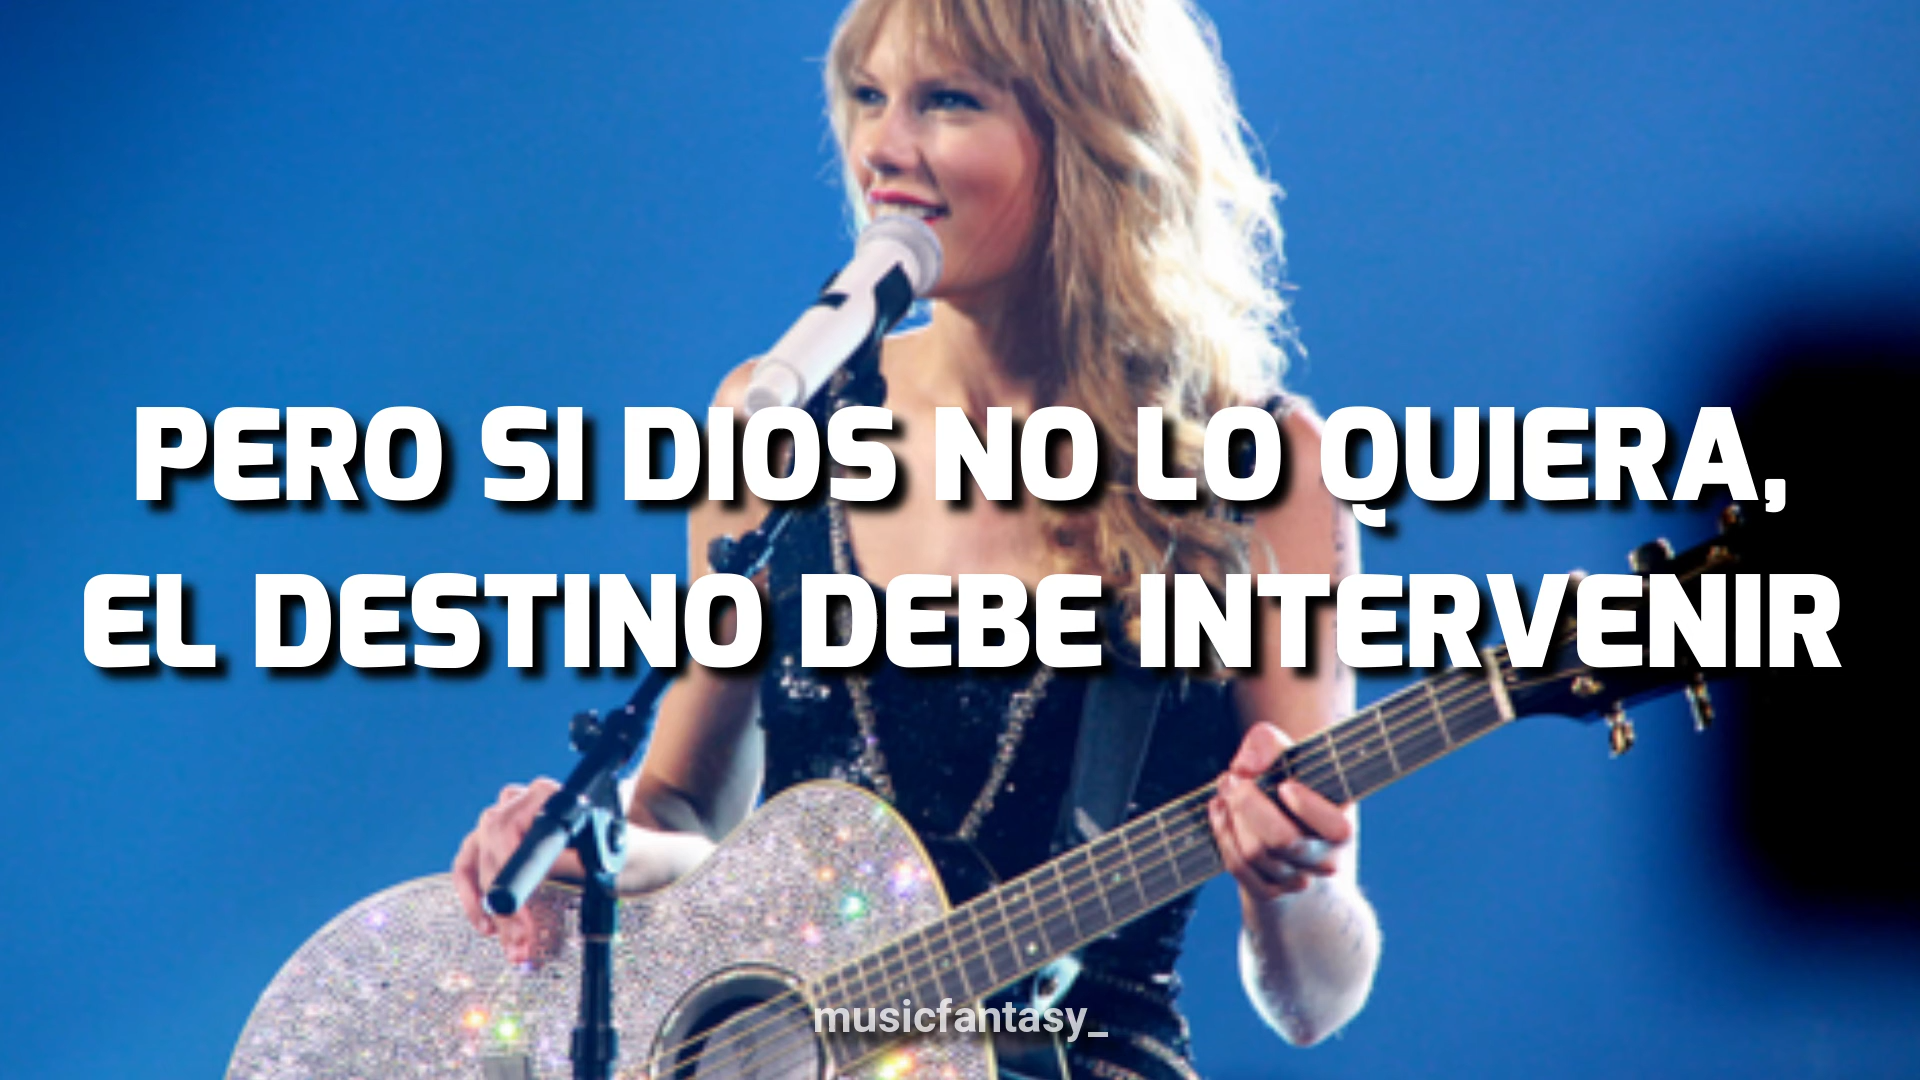 PERO SI DIOS NO LO QUIERA,
EL DESTINO DEBE INTERVENIR
musicfantasy_